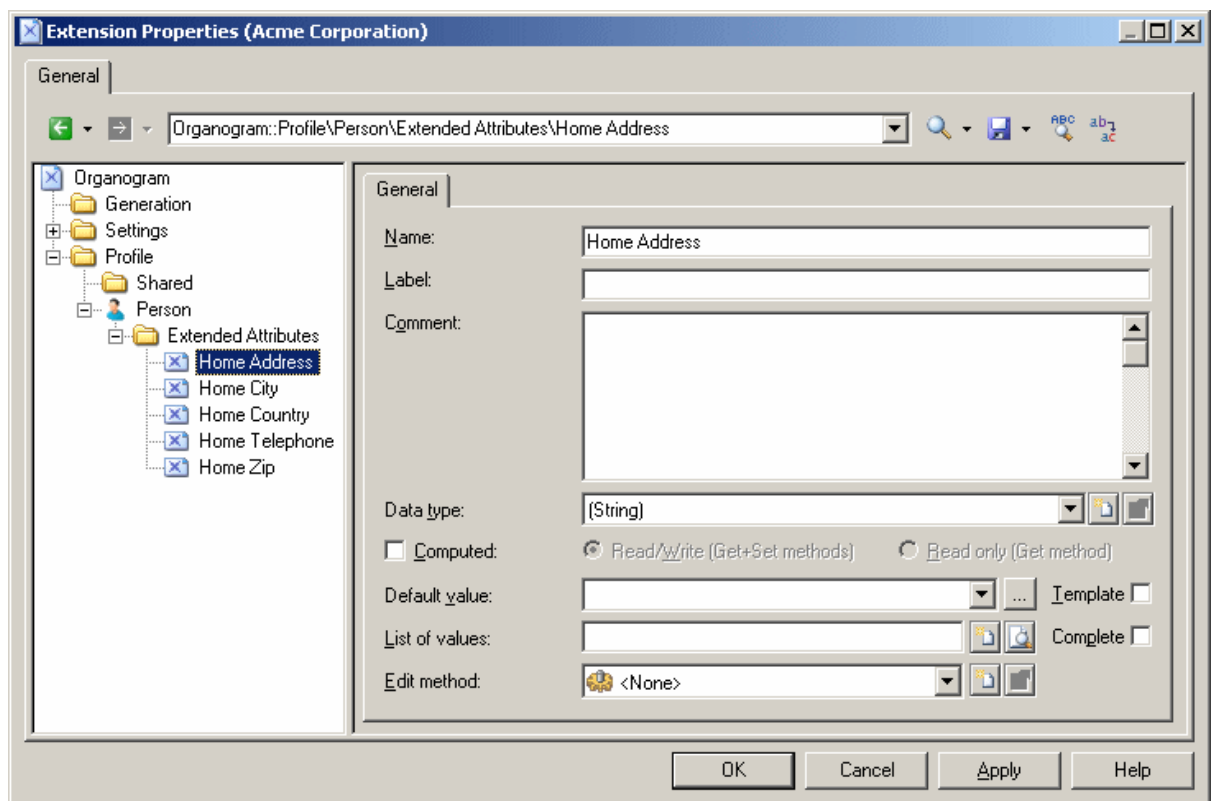 Extension Properties (Acme Corporation)
General
Organogram::Profile\Person\Extended Attributes\Home Address
ABC
ab
ac
Organogram
Generation
Settings
Profile
Shared
Person
Extended Attributes
Home Address
Home City
Home Country
Home Telephone
Home Zip
General
Name: Home Address
Label:
Comment:
Data type: (String)
Computed: Read/Write (Get+Set methods) Read only (Get method)
Default value: ... Template
List of values: Complete
Edit method: <None>
OK Cancel Apply Help